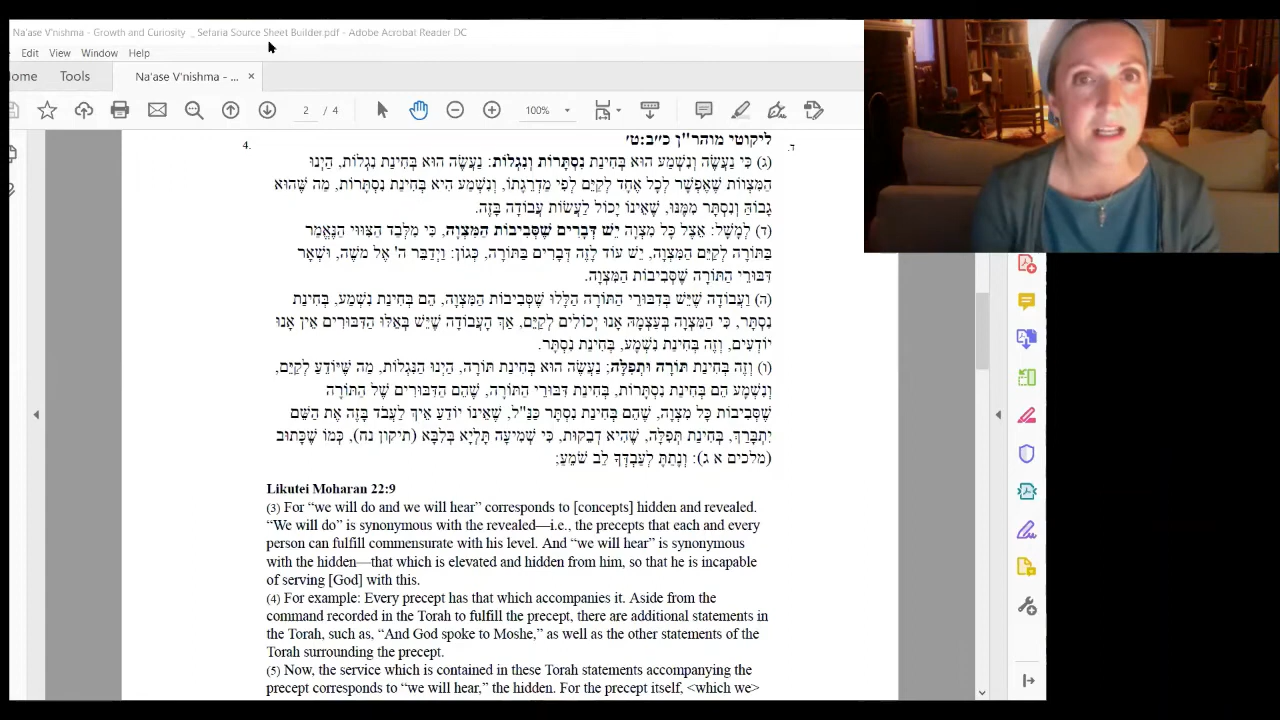 Na'ase V'nishma - Growth and Curiosity _ Sefaria Source Sheet Builder.pdf - Adobe Acrobat Reader DC
Edit View Window Help
ome Tools Na'ase V'nishma - ... ×
2 / 4 100%
ליקוטי מוהר"ן כ״ב:ט׳
ד.
4.
(ג) כִּי נַעֲשֶׂה וְנִשְׁמַע הוּא בְּחִינַת נִסְתָּרוֹת וְנִגְלוֹת: נַעֲשֶׂה הוּא בְּחִינַת נִגְלוֹת, הַיְנוּ
הַמִּצְווֹת שֶׁאֶפְשָׁר לְכָל אֶחָד לְקַיֵּם לְפִי מַדְרֵגָתוֹ, וְנִשְׁמַע הִיא בְּחִינַת נִסְתָּרוֹת, מַה שֶּׁהוּא
גָּבוֹהַּ וְנִסְתָּר מִמֶּנּוּ, שֶׁאֵינוֹ יָכוֹל לַעֲשׂוֹת עֲבוֹדָה בָּזֶה.
(ד) לְמָשָׁל: אֵצֶל כָּל מִצְוָה יֵשׁ דְּבָרִים שֶׁסְּבִיבוֹת הַמִּצְוָה, כִּי מִלְּבַד הַצִּוּוּי הַנֶּאֱמַר
בַּתּוֹרָה לְקַיֵּם הַמִּצְוָה, יֵשׁ עוֹד לָזֶה דְּבָרִים בַּתּוֹרָה, כְּגוֹן: וַיְדַבֵּר ה' אֶל מֹשֶׁה, וּשְׁאָר
דִּבּוּרֵי הַתּוֹרָה שֶׁסְּבִיבוֹת הַמִּצְוָה.
(ה) וַעֲבוֹדָה שֶׁיֵּשׁ בְּדִבּוּרֵי הַתּוֹרָה הַלָּלוּ שֶׁסְּבִיבוֹת הַמִּצְוָה, הֵם בְּחִינַת נִשְׁמַע, בְּחִינַת
נִסְתָּר, כִּי הַמִּצְוָה בְּעַצְמָהּ אָנוּ יְכוֹלִים לְקַיֵּם, אַךְ הָעֲבוֹדָה שֶׁיֵּשׁ בְּאֵלּוּ הַדִּבּוּרִים אֵין אָנוּ
יוֹדְעִים, וְזֶה בְּחִינַת נִשְׁמַע, בְּחִינַת נִסְתָּר.
(ו) וְזֶה בְּחִינַת תּוֹרָה וּתְפִלָּה; נַעֲשֶׂה הוּא בְּחִינַת תּוֹרָה, הַיְנוּ הַנִּגְלוֹת, מַה שֶּׁיּוֹדֵעַ לְקַיֵּם,
וְנִשְׁמַע הֵם בְּחִינַת נִסְתָּרוֹת, בְּחִינַת דִּבּוּרֵי הַתּוֹרָה, שֶׁהֵם הַדִּבּוּרִים שֶׁל הַתּוֹרָה
שֶׁסְּבִיבוֹת כָּל מִצְוָה, שֶׁהֵם בְּחִינַת נִסְתָּר כַּנַּ"ל, שֶׁאֵינוֹ יוֹדֵעַ אֵיךְ לַעֲבֹד בָּזֶה אֶת הַשֵּׁם
יִתְבָּרַךְ, בְּחִינַת תְּפִלָּה, שֶׁהִיא דְבֵקוּת, כִּי שְׁמִיעָה תַּלְיָא בְּלִבָּא (תיקון נח), כְּמוֹ שֶׁכָּתוּב
(מלכים א ג): וְנָתַתָּ לְעַבְדְּךָ לֵב שֹׁמֵעַ;
Likutei Moharan 22:9
(3) For “we will do and we will hear” corresponds to [concepts] hidden and revealed.
“We will do” is synonymous with the revealed—i.e., the precepts that each and every
person can fulfill commensurate with his level. And “we will hear” is synonymous
with the hidden—that which is elevated and hidden from him, so that he is incapable
of serving [God] with this.
(4) For example: Every precept has that which accompanies it. Aside from the
command recorded in the Torah to fulfill the precept, there are additional statements in
the Torah, such as, “And God spoke to Moshe,” as well as the other statements of the
Torah surrounding the precept.
(5) Now, the service which is contained in these Torah statements accompanying the
precept corresponds to “we will hear,” the hidden. For the precept itself, <which we>